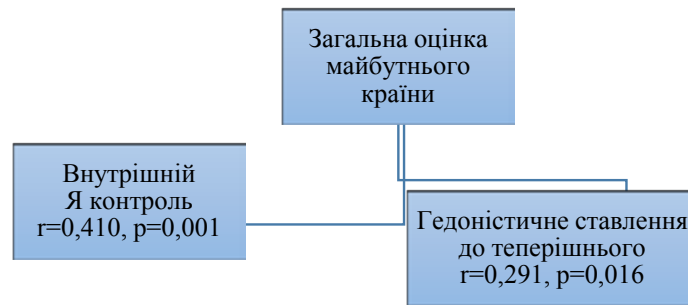 Загальна оцінка
майбутнього
країни
Внутрішній
Я контроль
r=0,410, p=0,001
Гедоністичне ставлення
до теперішнього
r=0,291, p=0,016